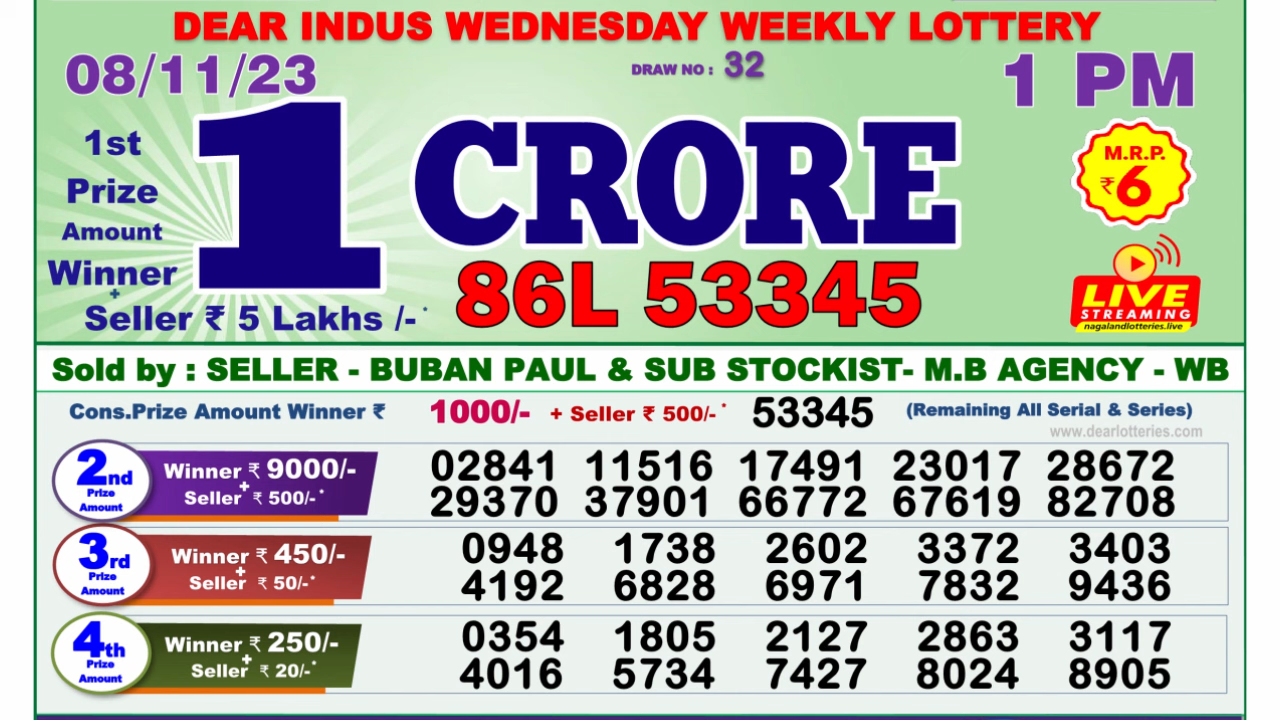 DEAR INDUS WEDNESDAY WEEKLY LOTTERY
08/11/23
DRAW NO : 32
1 PM
1st
Prize
Amount
Winner
+
Seller ₹ 5 Lakhs /- *
1 CRORE
86L 53345
M.R.P.
₹6
LIVE
STREAMING
nagalandlotteries.live
Sold by : SELLER - BUBAN PAUL & SUB STOCKIST- M.B AGENCY - WB
Cons.Prize Amount Winner ₹ 1000/- + Seller ₹ 500/- * 53345 (Remaining All Serial & Series)
www.dearlotteries.com
2nd
Prize
Amount
Winner ₹ 9000/-
+
Seller ₹ 500/- *
02841 11516 17491 23017 28672
29370 37901 66772 67619 82708
3rd
Prize
Amount
Winner ₹ 450/-
+
Seller ₹ 50/- *
0948 1738 2602 3372 3403
4192 6828 6971 7832 9436
4th
Prize
Amount
Winner ₹ 250/-
+
Seller ₹ 20/- *
0354 1805 2127 2863 3117
4016 5734 7427 8024 8905